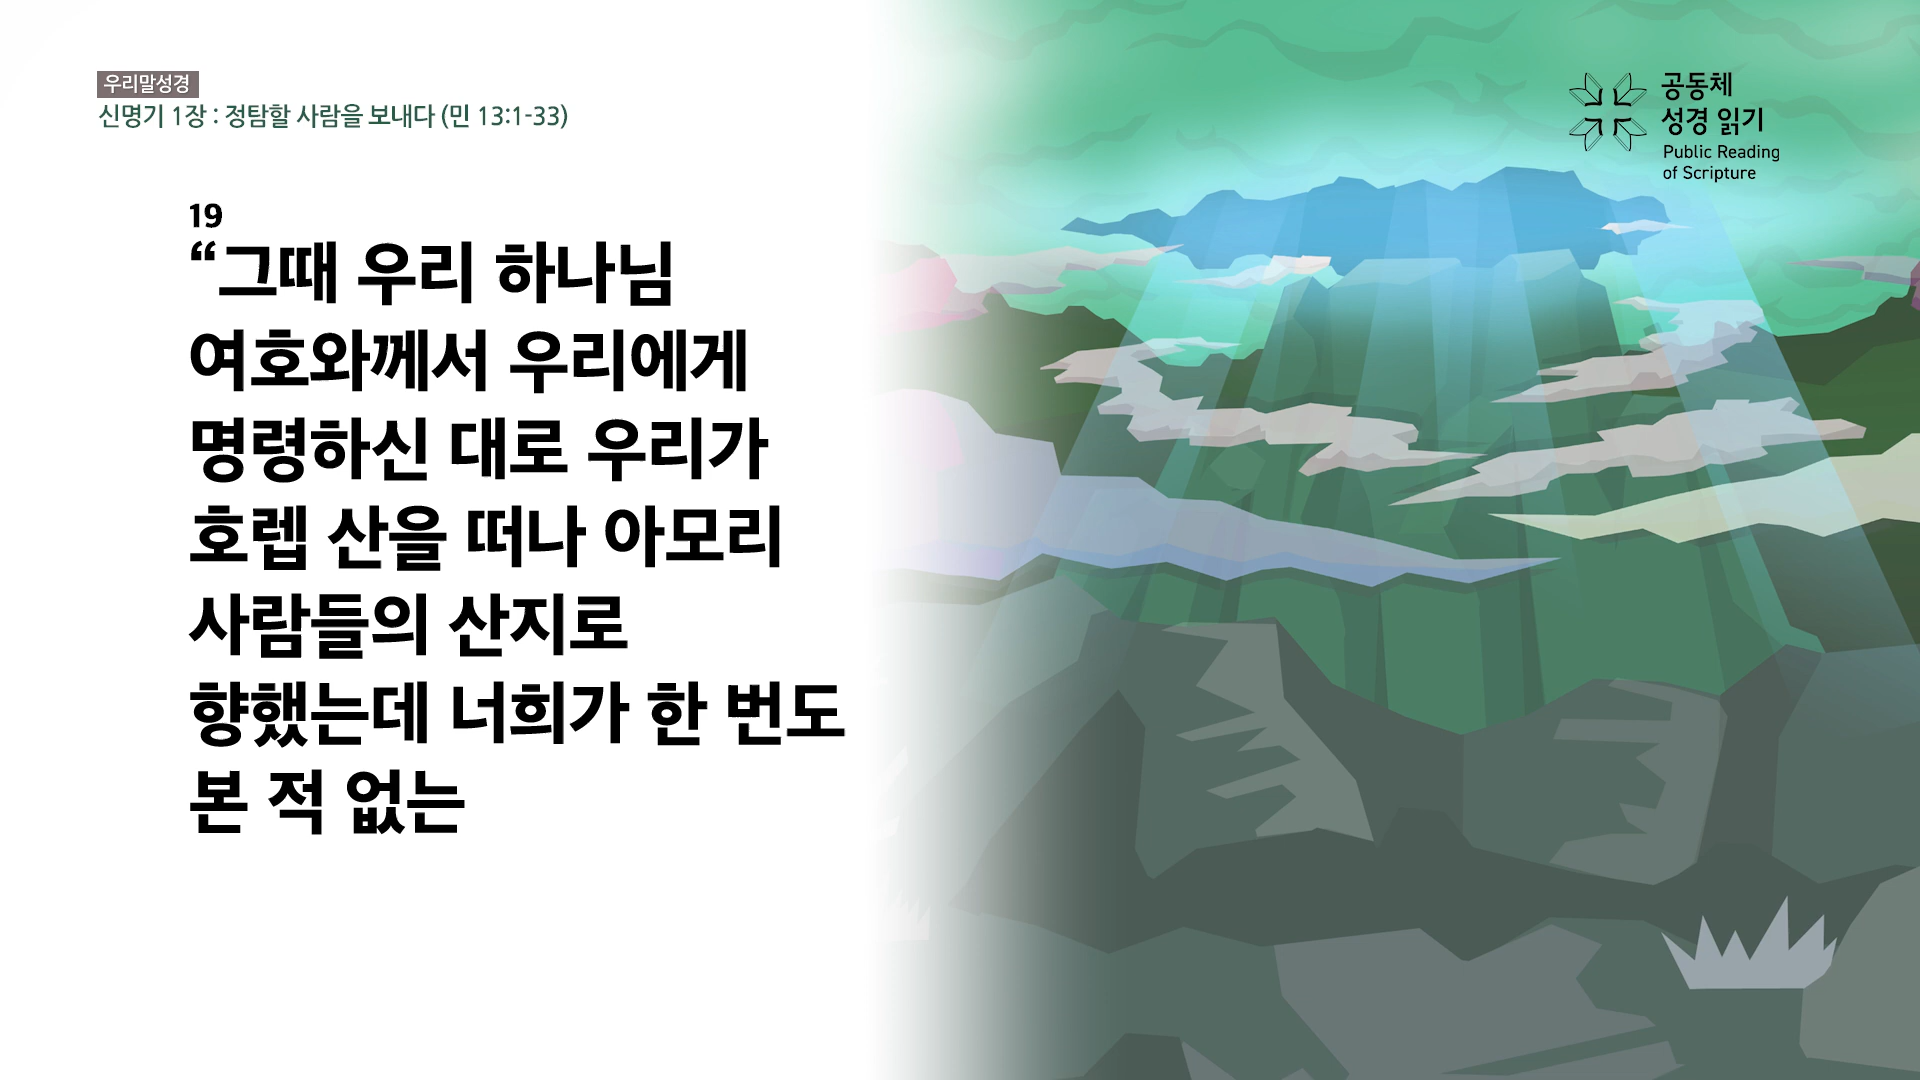 우리말성경
신명기 1장 : 정탐할 사람을 보내다 (민 13:1-33)
공동체
성경 읽기
Public Reading
of Scripture
19
“그때 우리 하나님
여호와께서 우리에게
명령하신 대로 우리가
호렙 산을 떠나 아모리
사람들의 산지로
향했는데 너희가 한 번도
본 적 없는